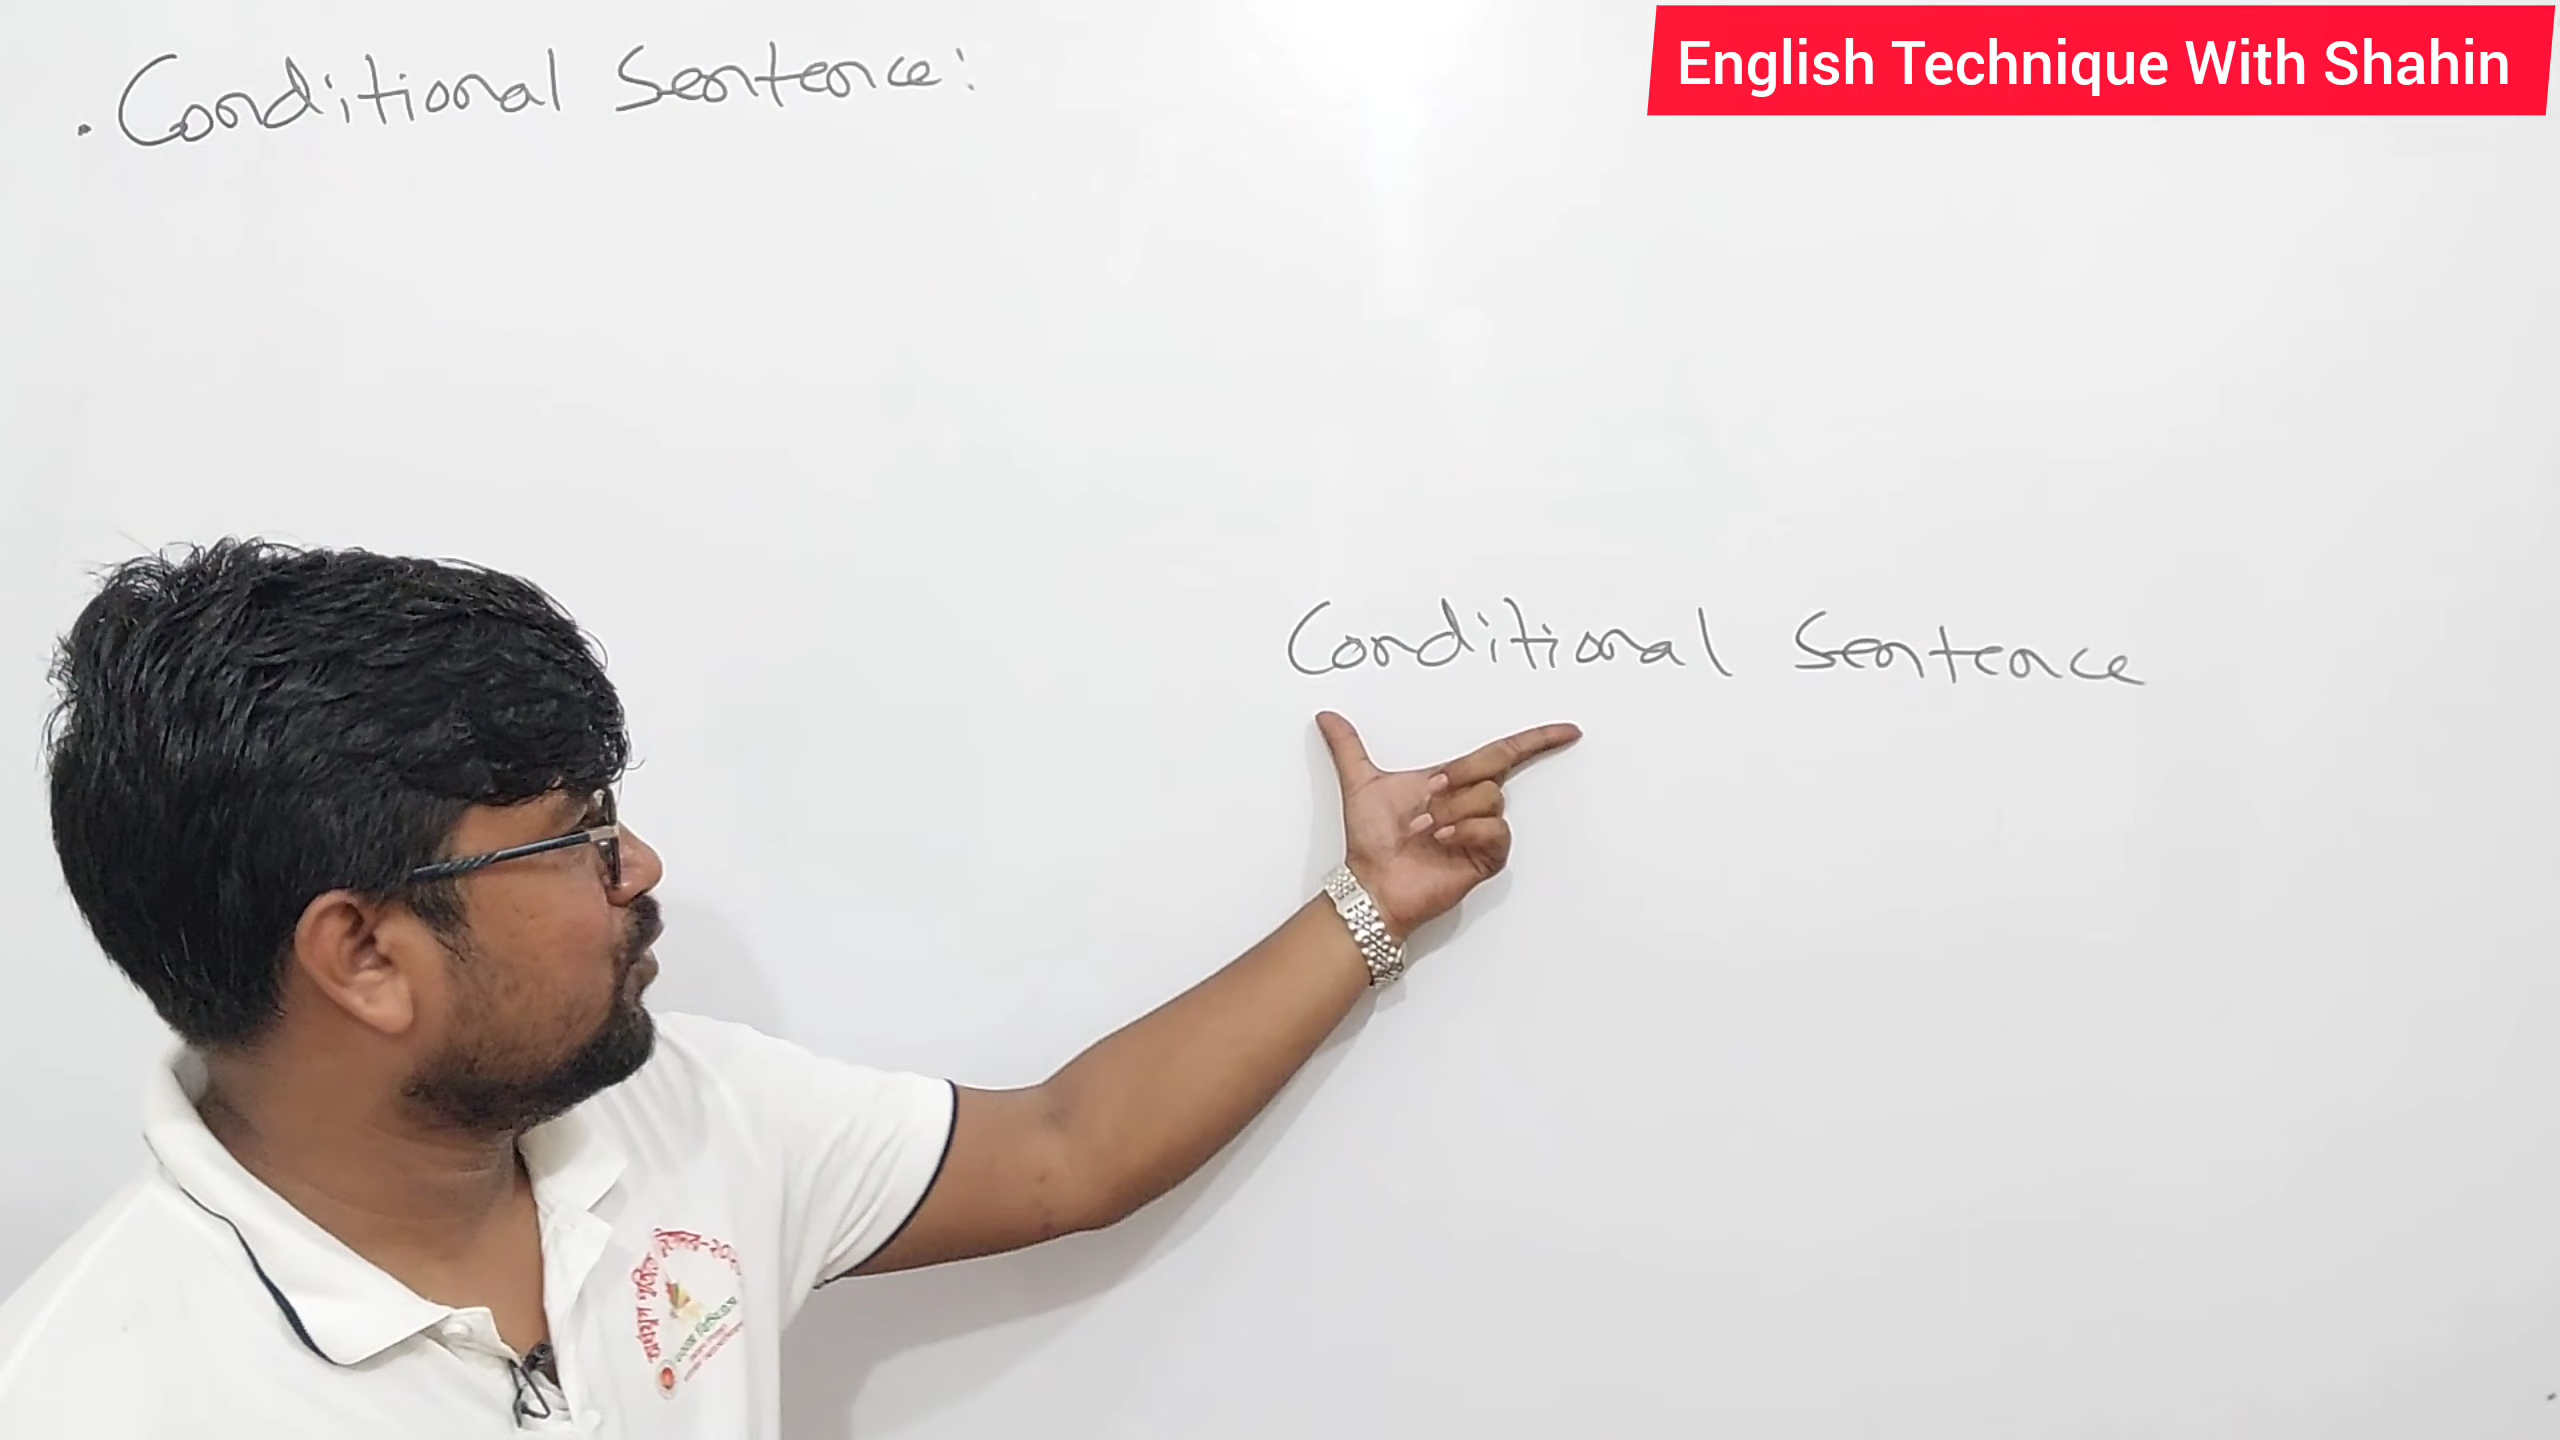 English Technique With Shahin
. Conditional Sentence:
Conditional Sentence